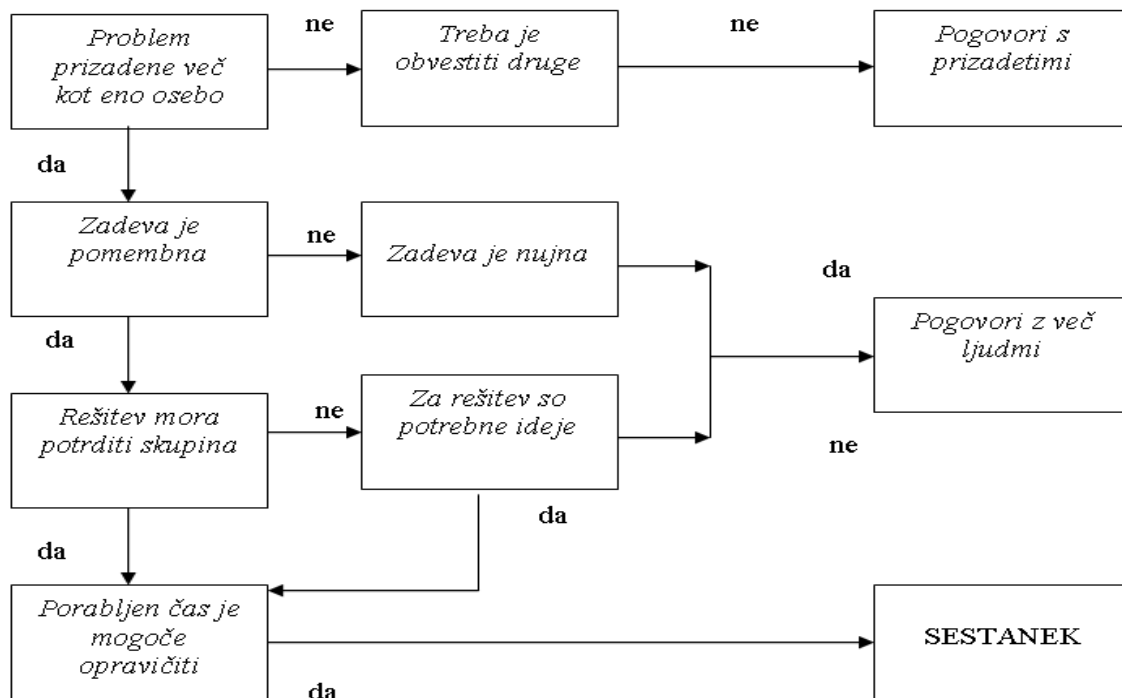 Problem
prizadene več
kot eno osebo
ne
Treba je
obvestiti druge
ne
Pogovori s
prizadetimi
da
Zadeva je
pomembna
ne
Zadeva je nujna
da
Pogovori z več
ljudmi
da
Rešitev mora
potrditi skupina
ne
Za rešitev so
potrebne ideje
ne
da
da
Porabljen čas je
mogoče
opravičiti
da
SESTANEK